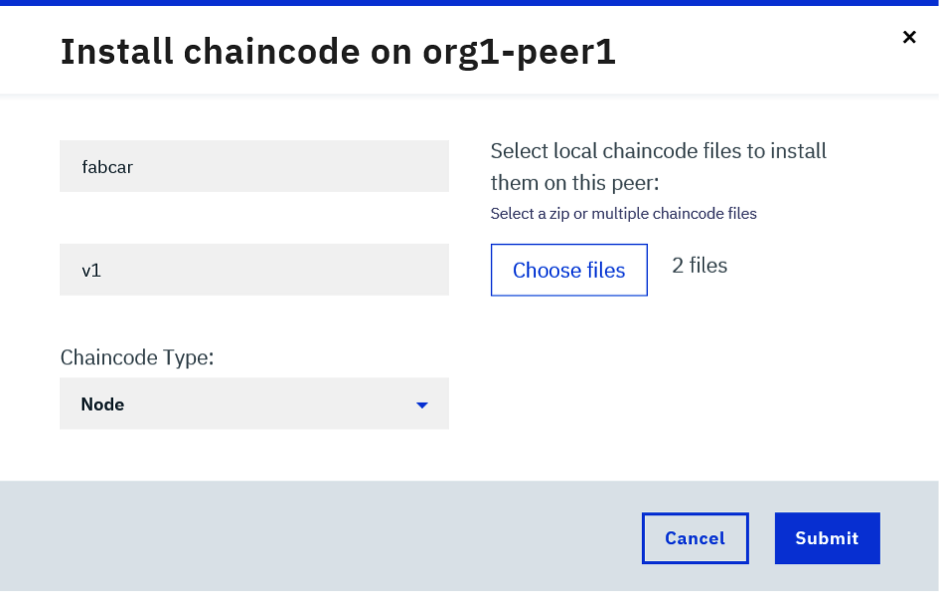 Install chaincode on org1-peer1
×
fabcar
v1
Chaincode Type:
Node
Select local chaincode files to install
them on this peer:
Select a zip or multiple chaincode files
Choose files
2 files
Cancel
Submit